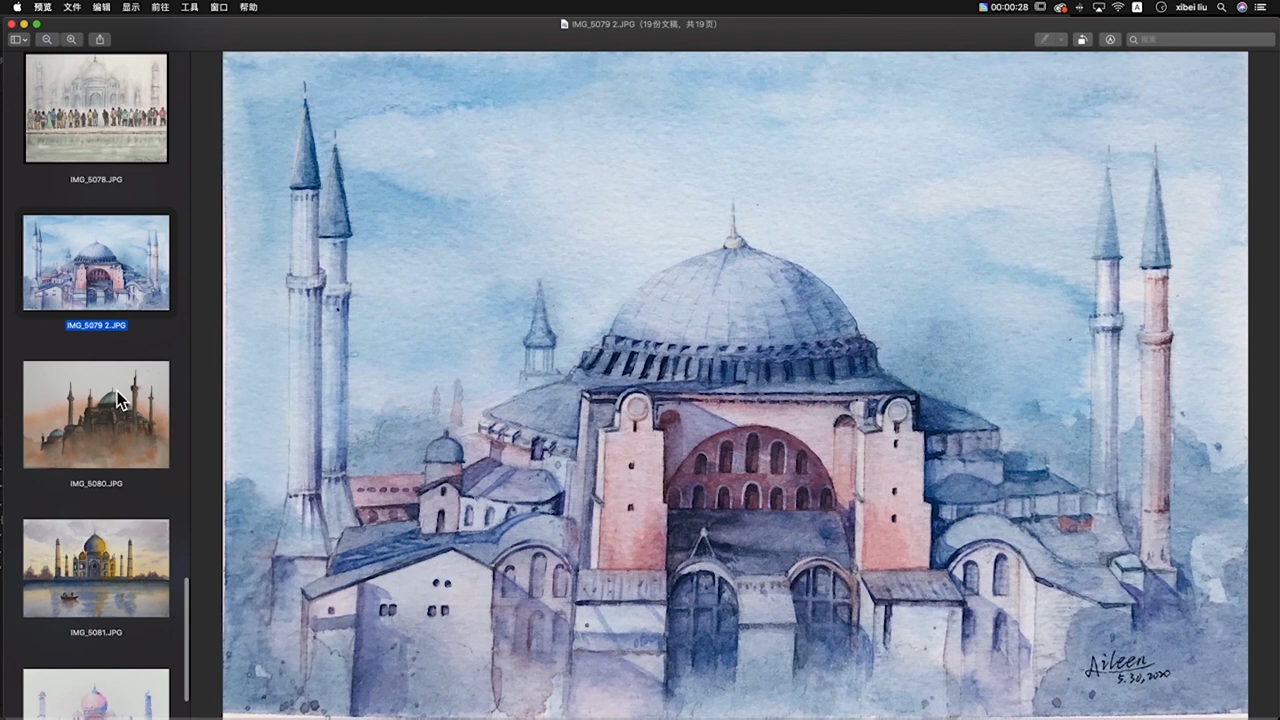 预览 文件 编辑 显示 前往 工具 窗口 帮助
00:00:28
A
xibei liu
IMG_5079 2.JPG（19份文稿，共19页）
搜索
IMG_5078.JPG
IMG_5079 2.JPG
IMG_5080.JPG
IMG_5081.JPG
Aileen
5.30,2020